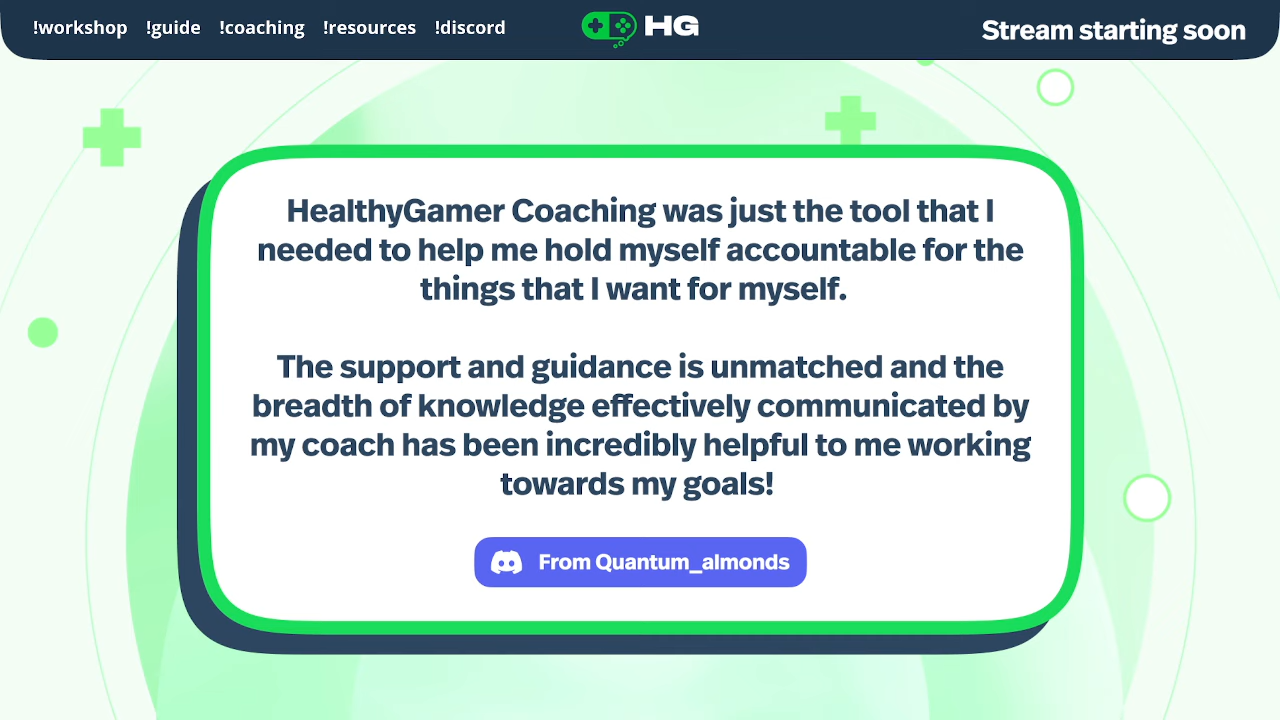 !workshop !guide !coaching !resources !discord
HG
Stream starting soon
HealthyGamer Coaching was just the tool that I
needed to help me hold myself accountable for the
things that I want for myself.
The support and guidance is unmatched and the
breadth of knowledge effectively communicated by
my coach has been incredibly helpful to me working
towards my goals!
From Quantum_almonds